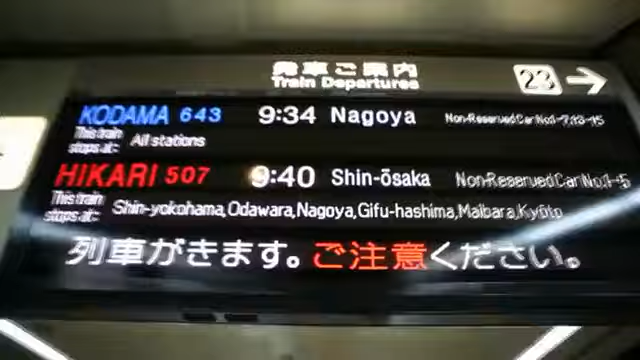 発車ご案内
Train Departures
23
KODAMA 643 9:34 Nagoya Non-Reserved Car No.1-7,13-15
This train stops at: All stations
HIKARI 507 9:40 Shin-ōsaka Non-Reserved Car No.1-5
This train stops at: Shin-yokohama, Odawara, Nagoya, Gifu-hashima, Maibara, Kyōto
列車がきます。ご注意ください。